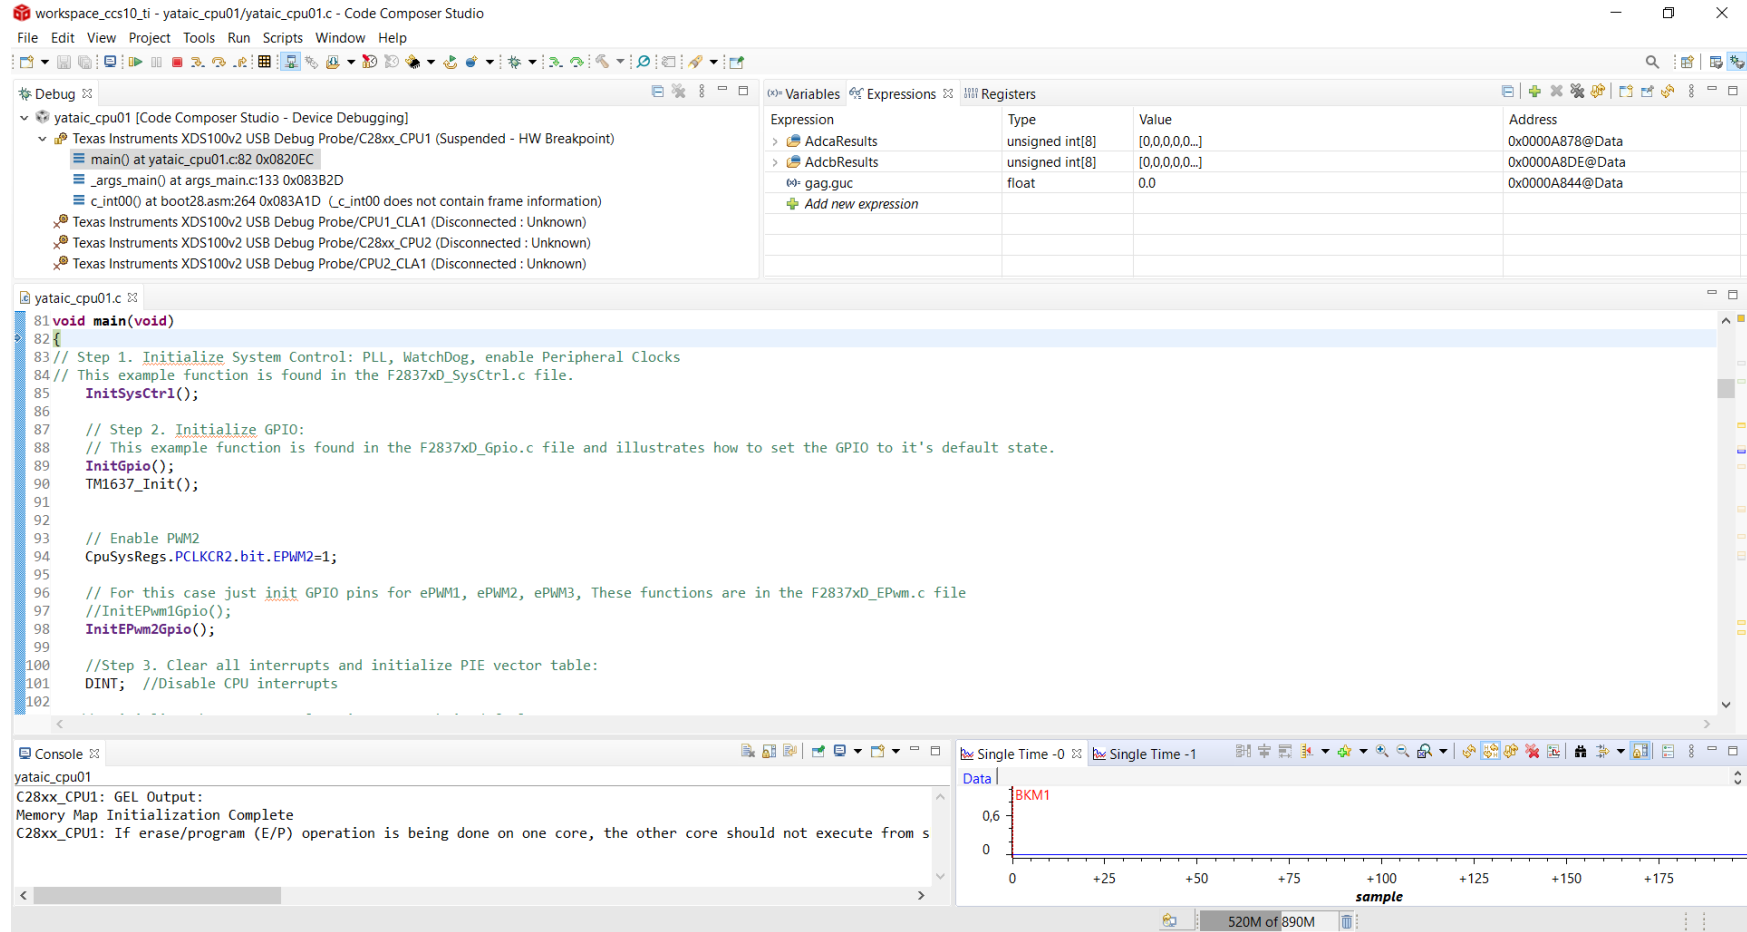 workspace_ccs10_ti - yataic_cpu01/yataic_cpu01.c - Code Composer Studio
File Edit View Project Tools Run Scripts Window Help
Debug
yataic_cpu01 [Code Composer Studio - Device Debugging]
Texas Instruments XDS100v2 USB Debug Probe/C28xx_CPU1 (Suspended - HW Breakpoint)
main() at yataic_cpu01.c:82 0x0820EC
_args_main() at args_main.c:133 0x083B2D
c_int00() at boot28.asm:264 0x083A1D (_c_int00 does not contain frame information)
Texas Instruments XDS100v2 USB Debug Probe/CPU1_CLA1 (Disconnected : Unknown)
Texas Instruments XDS100v2 USB Debug Probe/C28xx_CPU2 (Disconnected : Unknown)
Texas Instruments XDS100v2 USB Debug Probe/CPU2_CLA1 (Disconnected : Unknown)
(x)= Variables Expressions Registers
Expression Type Value Address
AdcaResults unsigned int[8] [0,0,0,0,0...] 0x0000A878@Data
AdcbResults unsigned int[8] [0,0,0,0,0...] 0x0000A8DE@Data
(x)= gag.guc float 0.0 0x0000A844@Data
Add new expression
yataic_cpu01.c
81 void main(void)
82 {
83 // Step 1. Initialize System Control: PLL, WatchDog, enable Peripheral Clocks
84 // This example function is found in the F2837xD_SysCtrl.c file.
85 InitSysCtrl();
86
87 // Step 2. Initialize GPIO:
88 // This example function is found in the F2837xD_Gpio.c file and illustrates how to set the GPIO to it's default state.
89 InitGpio();
90 TM1637_Init();
91
92
93 // Enable PWM2
94 CpuSysRegs.PCLKCR2.bit.EPWM2=1;
95
96 // For this case just init GPIO pins for ePWM1, ePWM2, ePWM3, These functions are in the F2837xD_EPwm.c file
97 //InitEPwm1Gpio();
98 InitEPwm2Gpio();
99
100 //Step 3. Clear all interrupts and initialize PIE vector table:
101 DINT; //Disable CPU interrupts
102
Console
yataic_cpu01
C28xx_CPU1: GEL Output:
Memory Map Initialization Complete
C28xx_CPU1: If erase/program (E/P) operation is being done on one core, the other core should not execute from s
Single Time -0 Single Time -1
Data
BKM1
0,6
0
0 +25 +50 +75 +100 +125 +150 +175
sample
520M of 890M